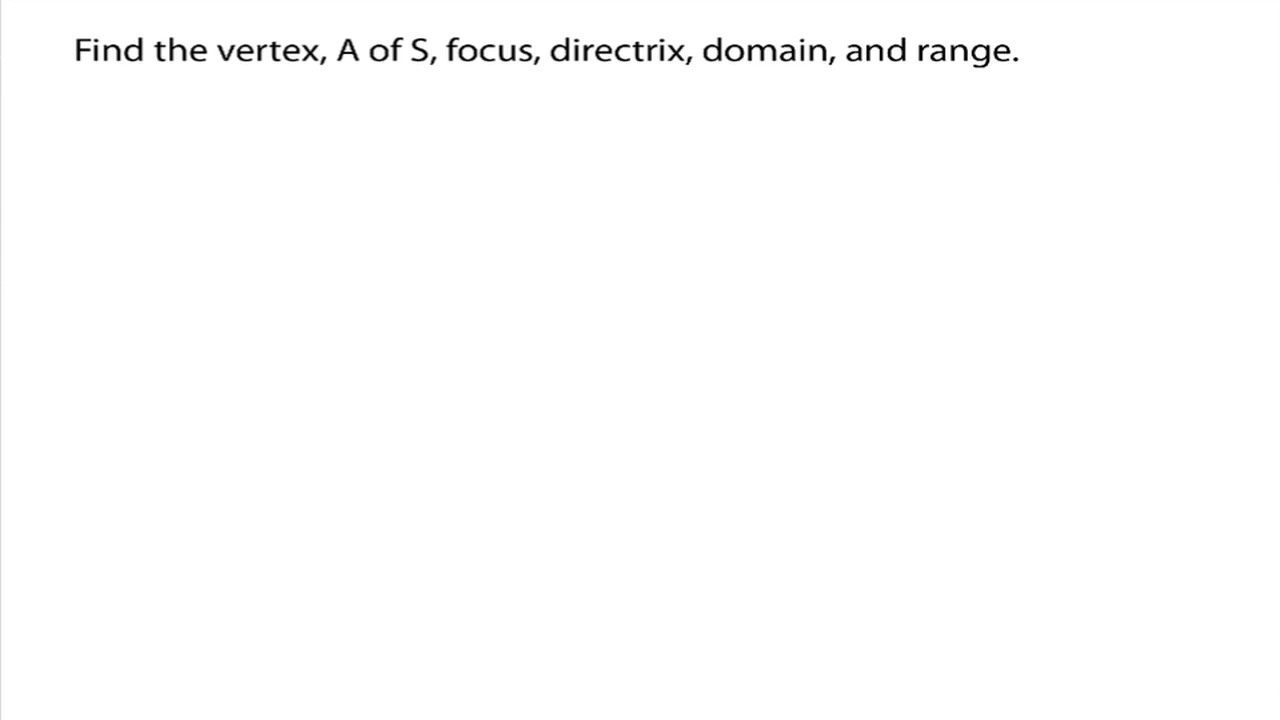 Find the vertex, A of S, focus, directrix, domain, and range.